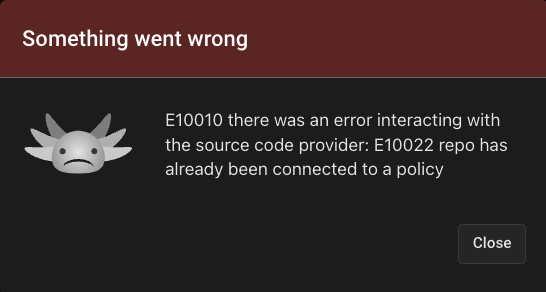 Something went wrong
E10010 there was an error interacting with
the source code provider: E10022 repo has
already been connected to a policy
Close